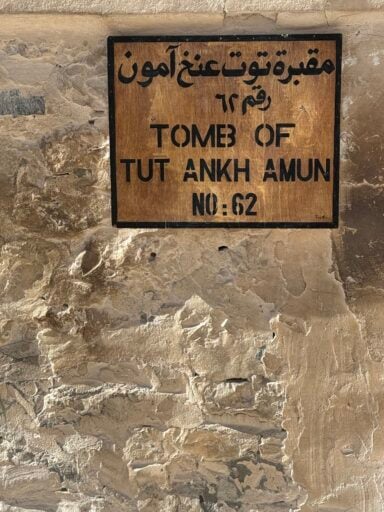 مقبرة توت عنخ آمون
رقم ٦٢
TOMB OF
TUT ANKH AMUN
NO: 62